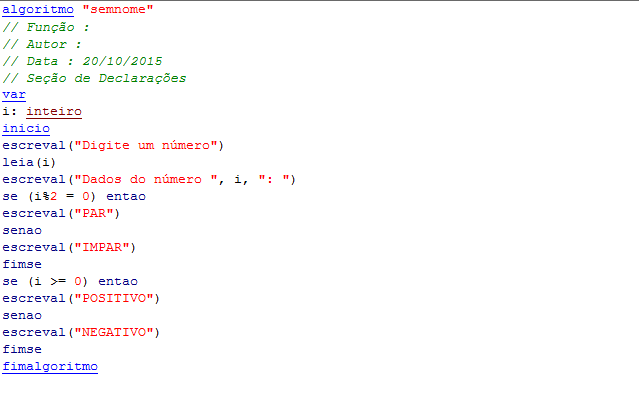 algoritmo "semnome"
// Função :
// Autor :
// Data : 20/10/2015
// Seção de Declarações
var
i: inteiro
inicio
escreval("Digite um número")
leia(i)
escreval("Dados do número ", i, ": ")
se (i%2 = 0) entao
escreval("PAR")
senao
escreval("IMPAR")
fimse
se (i >= 0) entao
escreval("POSITIVO")
senao
escreval("NEGATIVO")
fimse
fimalgoritmo